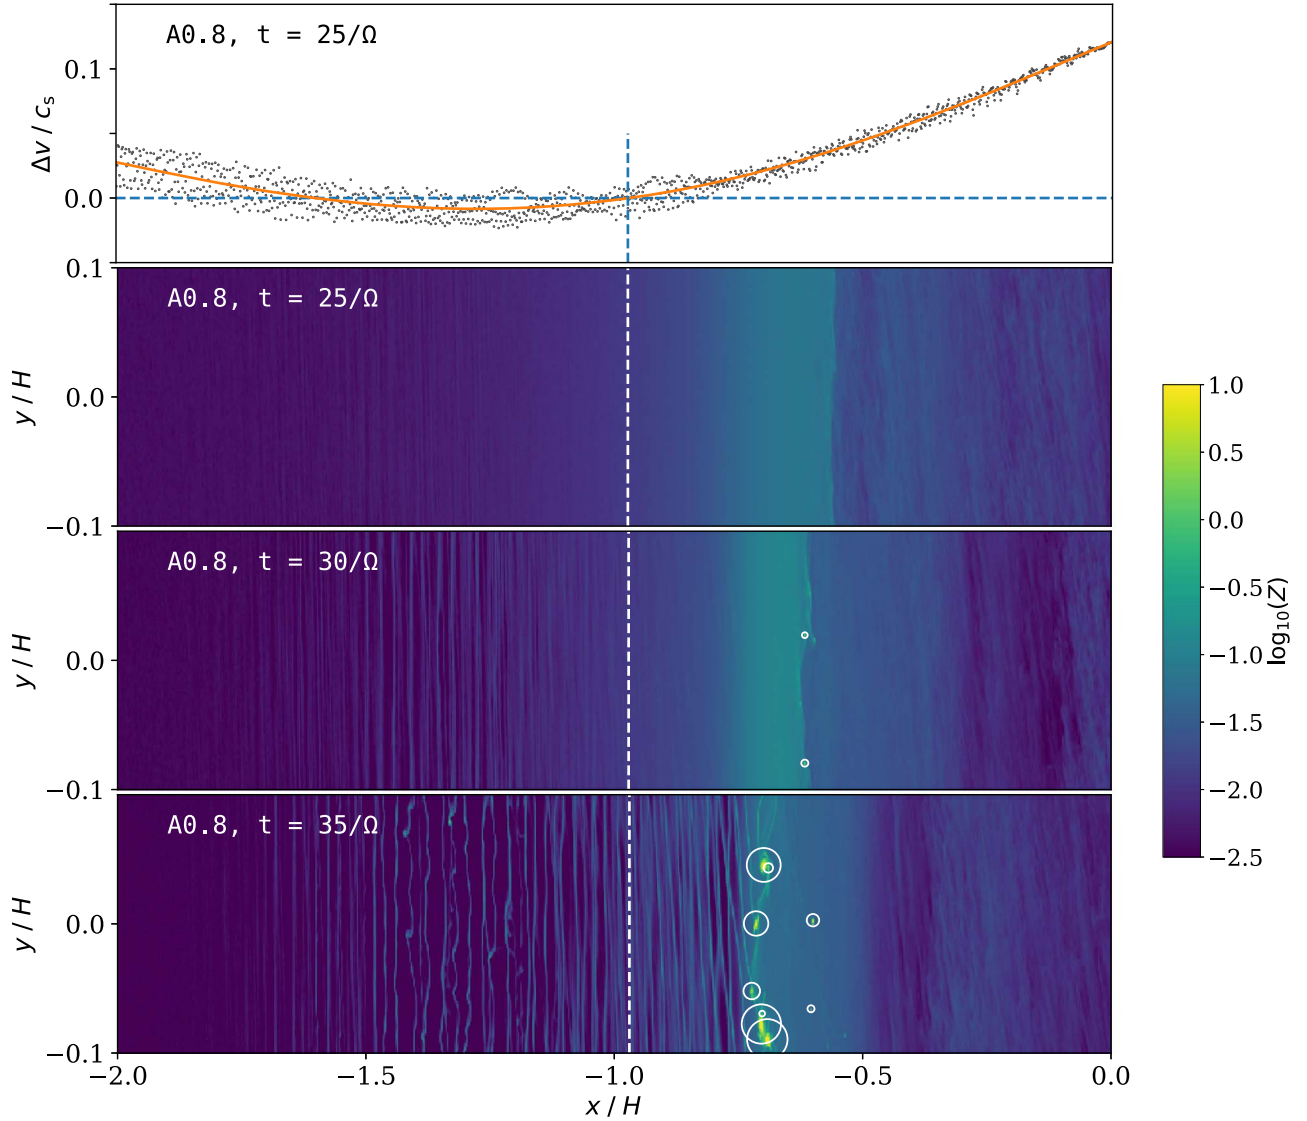 A0.8, t = 25/Ω
0.1
0.0
Δv / c_s
A0.8, t = 25/Ω
0.1
0.0
−0.1
y / H
A0.8, t = 30/Ω
0.0
−0.1
y / H
A0.8, t = 35/Ω
0.0
−0.1
y / H
−2.0 −1.5 −1.0 −0.5 0.0
x / H
1.0
0.5
0.0
−0.5
−1.0
−1.5
−2.0
−2.5
log₁₀(Z)